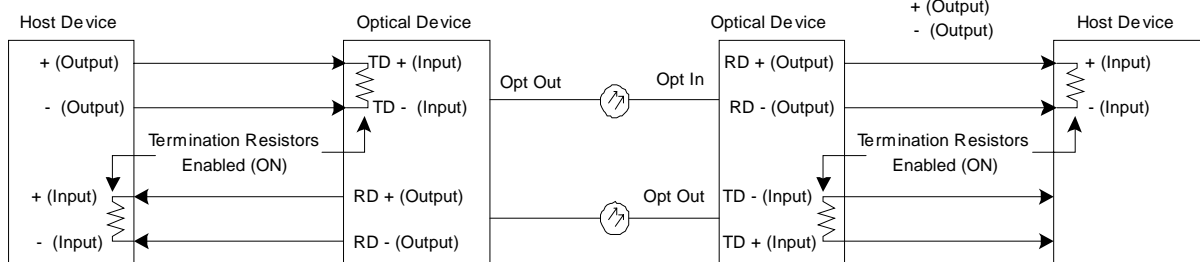 + (Output)
- (Output)
Host Device
Optical Device
Optical Device
Host Device
+ (Output)
TD + (Input)
RD + (Output)
+ (Input)
Opt Out
Opt In
- (Output)
TD - (Input)
RD - (Output)
- (Input)
Termination Resistors
Enabled (ON)
Termination Resistors
Enabled (ON)
+ (Input)
RD + (Output)
Opt Out
TD - (Input)
- (Input)
RD - (Output)
TD + (Input)